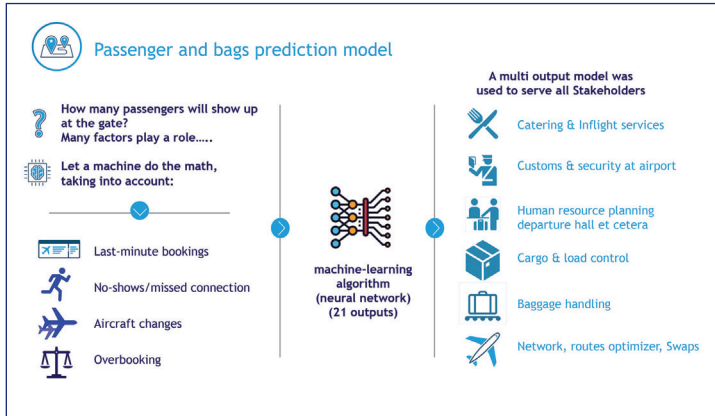 Passenger and bags prediction model
How many passengers will show up
at the gate?
Many factors play a role.....
Let a machine do the math,
taking into account:
Last-minute bookings
No-shows/missed connection
Aircraft changes
Overbooking
machine-learning
algorithm
(neural network)
(21 outputs)
A multi output model was
used to serve all Stakeholders
Catering & Inflight services
Customs & security at airport
Human resource planning
departure hall et cetera
Cargo & load control
Baggage handling
Network, routes optimizer, Swaps